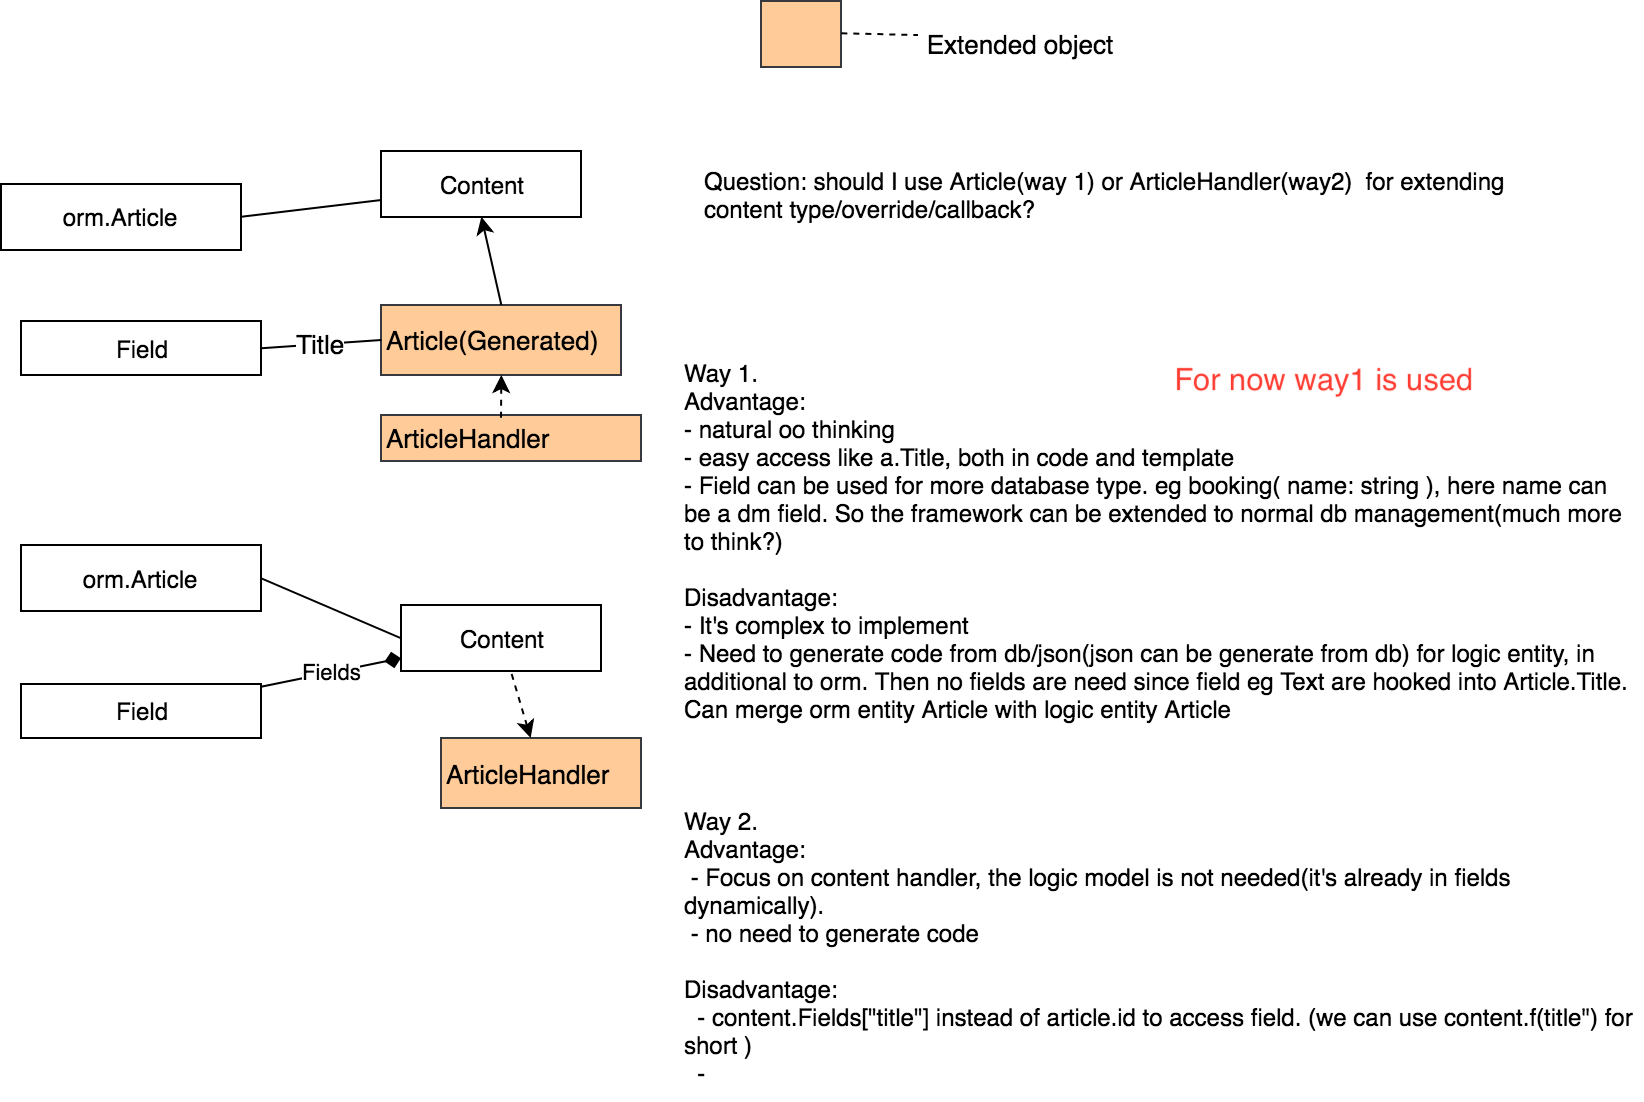 Extended object
Content
orm.Article
Question: should I use Article(way 1) or ArticleHandler(way2)  for extending
content type/override/callback?
Field
Title
Article(Generated)
ArticleHandler
Way 1.
For now way1 is used
Advantage:
- natural oo thinking
- easy access like a.Title, both in code and template
- Field can be used for more database type. eg booking( name: string ), here name can
be a dm field. So the framework can be extended to normal db management(much more
to think?)
Disadvantage:
- It's complex to implement
- Need to generate code from db/json(json can be generate from db) for logic entity, in
additional to orm. Then no fields are need since field eg Text are hooked into Article.Title.
Can merge orm entity Article with logic entity Article
orm.Article
Content
Fields
Field
ArticleHandler
Way 2.
Advantage:
- Focus on content handler, the logic model is not needed(it's already in fields
dynamically).
- no need to generate code
Disadvantage:
- content.Fields["title"] instead of article.id to access field. (we can use content.f(title") for
short )
-